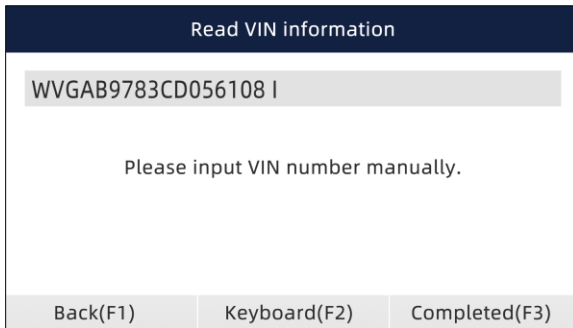 Read VIN information
WVGAB9783CD056108 I
Please input VIN number manually.
Back(F1) Keyboard(F2) Completed(F3)